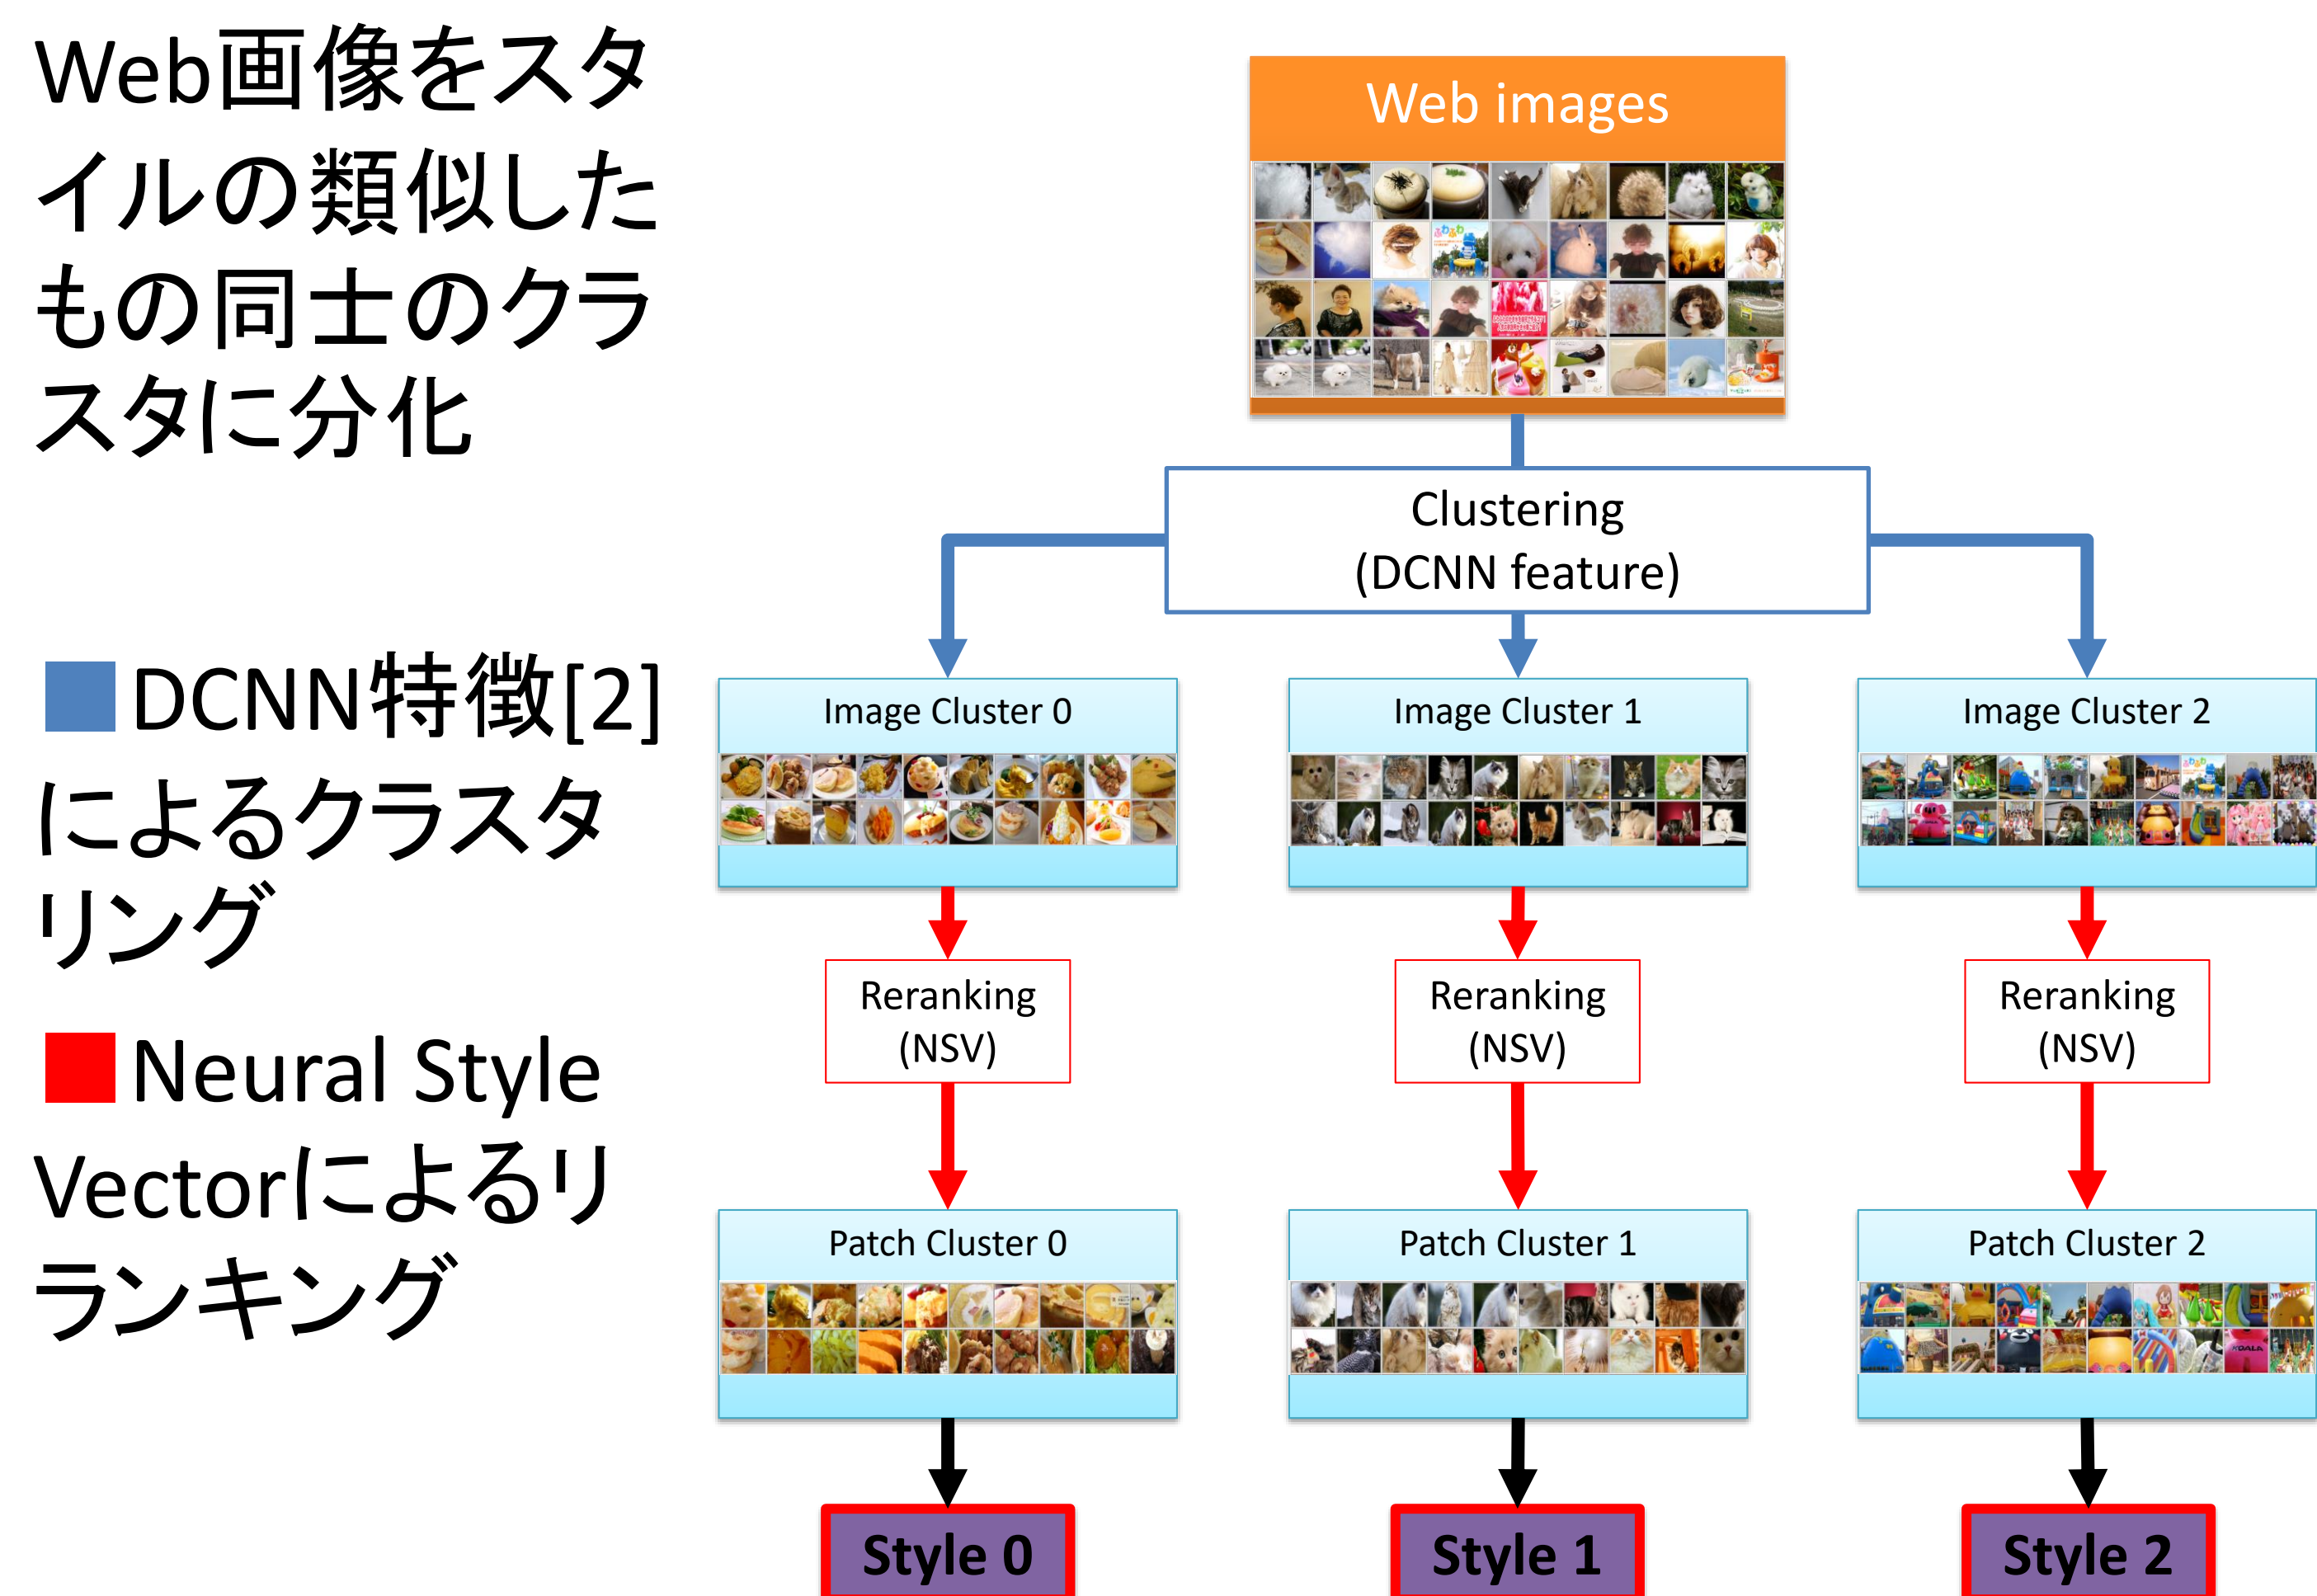 Web画像をスタ
イルの類似した
もの同士のクラ
スタに分化
DCNN特徴[2]
によるクラスタ
リング
Neural Style
Vectorによるリ
ランキング
Web images
ふわふわ
Clustering
(DCNN feature)
Image Cluster 0
Image Cluster 1
Image Cluster 2
Reranking
(NSV)
Reranking
(NSV)
Reranking
(NSV)
Patch Cluster 0
Patch Cluster 1
Patch Cluster 2
KOALA
Style 0
Style 1
Style 2